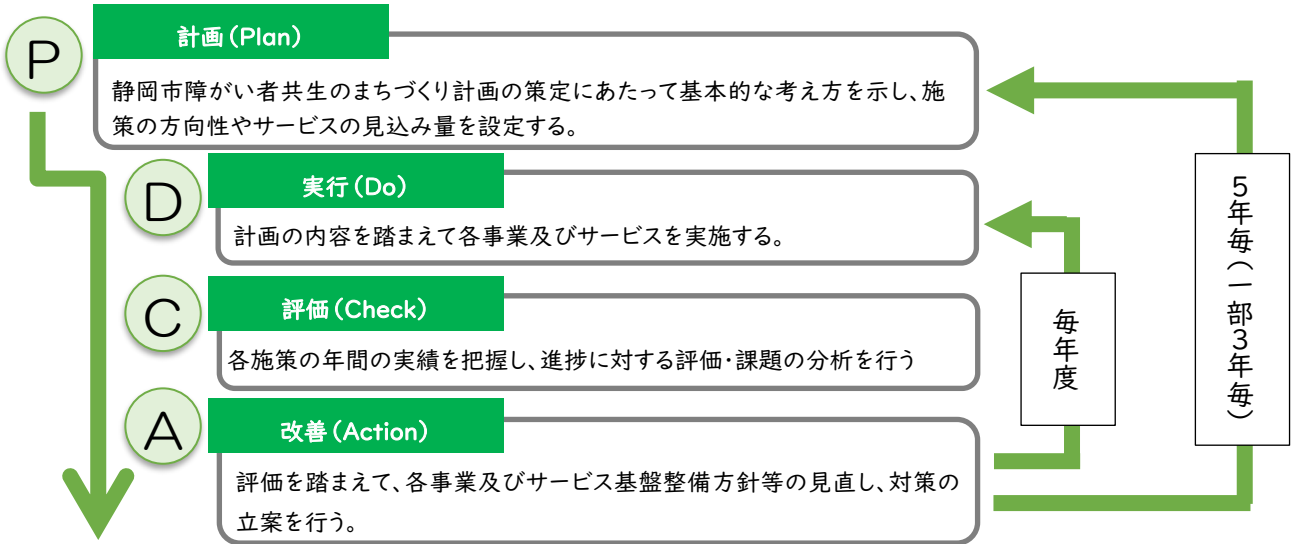 P
計画(Plan)
静岡市障がい者共生のまちづくり計画の策定にあたって基本的な考え方を示し、施
策の方向性やサービスの見込み量を設定する。
D
実行(Do)
計画の内容を踏まえて各事業及びサービスを実施する。
C
評価(Check)
各施策の年間の実績を把握し、進捗に対する評価・課題の分析を行う
A
改善(Action)
評価を踏まえて、各事業及びサービス基盤整備方針等の見直し、対策の
立案を行う。
毎年度
5年毎(一部3年毎)